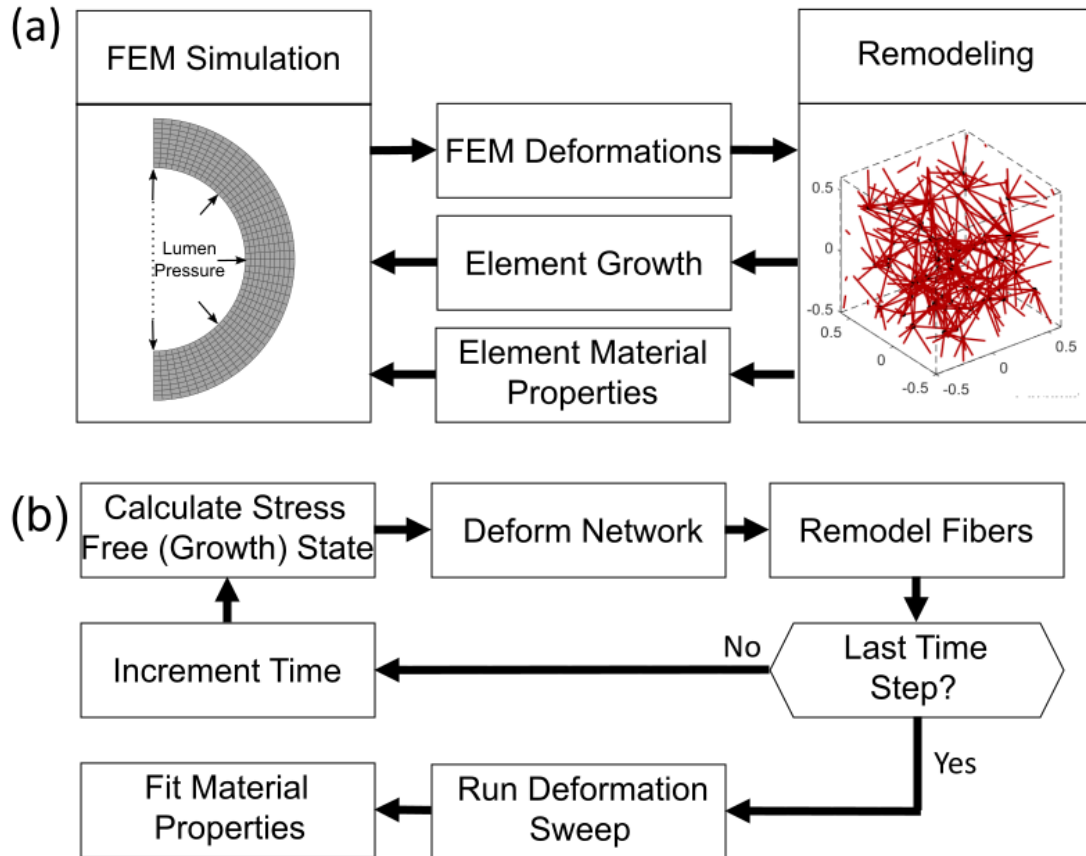 (a)
FEM Simulation
Lumen
Pressure
FEM Deformations
Element Growth
Element Material
Properties
Remodeling
0.5
0
-0.5
0.5
0
-0.5
-0.5
0
0.5
(b)
Calculate Stress
Free (Growth) State
Deform Network
Remodel Fibers
Increment Time
No
Last Time
Step?
Yes
Fit Material
Properties
Run Deformation
Sweep